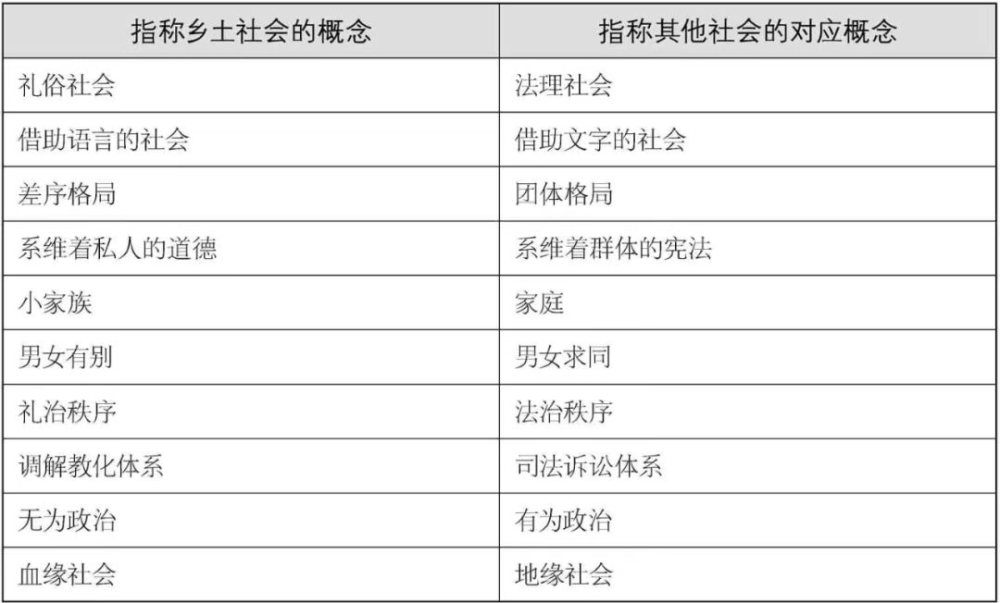 指称乡土社会的概念 指称其他社会的对应概念
礼俗社会 法理社会
借助语言的社会 借助文字的社会
差序格局 团体格局
系维着私人的道德 系维着群体的宪法
小家族 家庭
男女有别 男女求同
礼治秩序 法治秩序
调解教化体系 司法诉讼体系
无为政治 有为政治
血缘社会 地缘社会